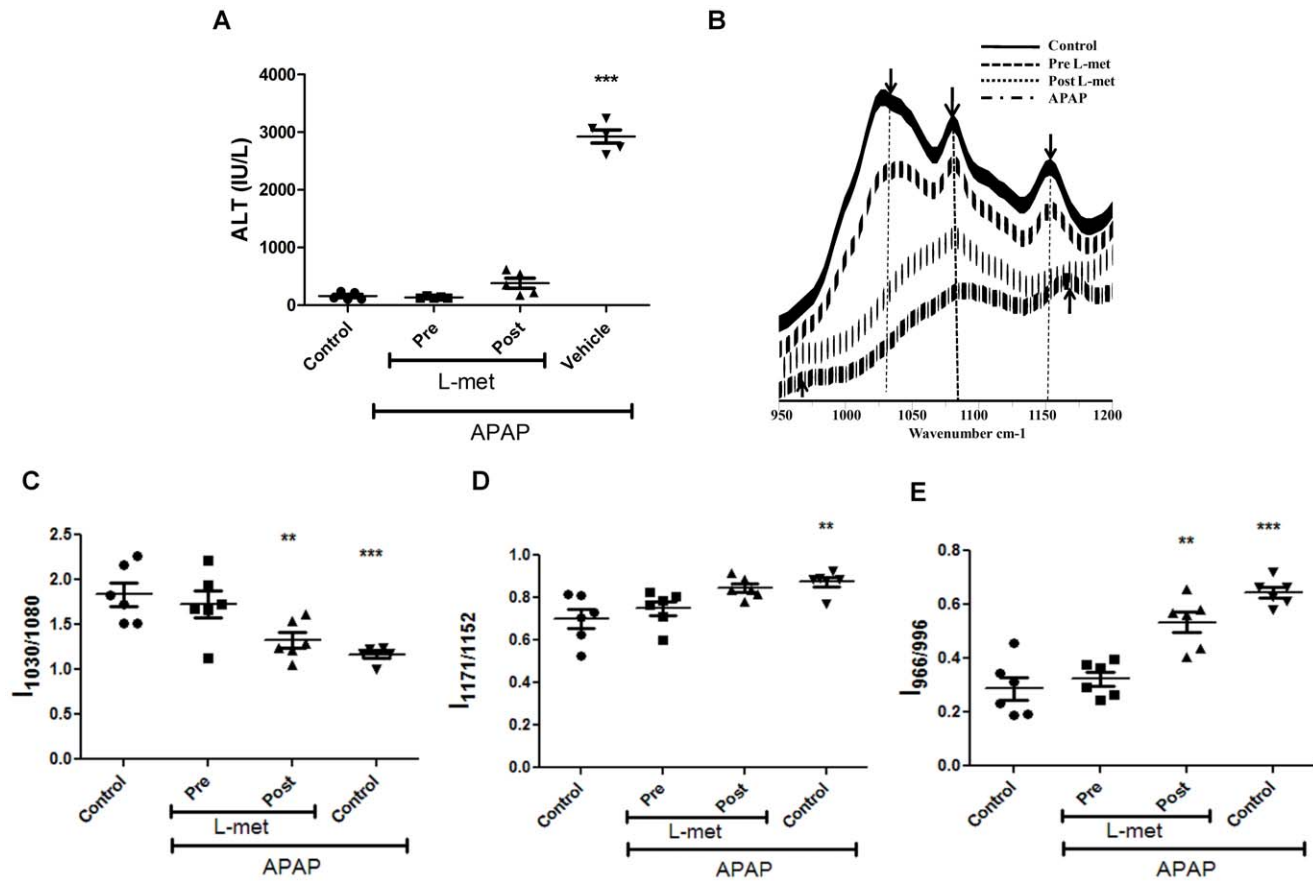 A
ALT (IU/L)
4000
3000
2000
1000
0
***
Control
Pre
Post
Vehicle
L-met
APAP
B
Control
Pre L-met
Post L-met
APAP
950
1000
1050
1100
1150
1200
Wavenumber cm-1
C
I1030/1080
2.5
2.0
1.5
1.0
0.5
0.0
**
***
Control
Pre
Post
Control
L-met
APAP
D
I1171/1152
1.0
0.8
0.6
0.4
0.2
0.0
**
Control
Pre
Post
Control
L-met
APAP
E
I966/996
0.8
0.6
0.4
0.2
0.0
**
***
Control
Pre
Post
Control
L-met
APAP